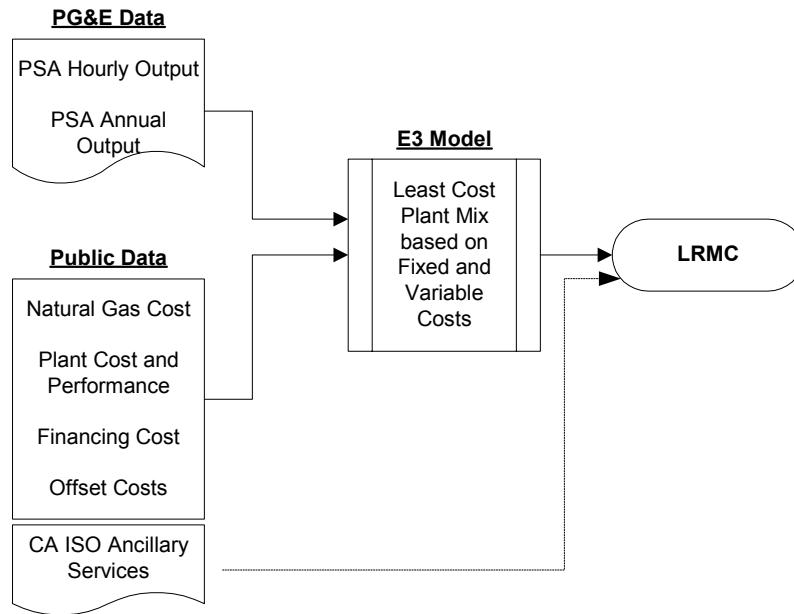 PG&E Data
PSA Hourly Output
PSA Annual
Output
Public Data
Natural Gas Cost
Plant Cost and
Performance
Financing Cost
Offset Costs
CA ISO Ancillary
Services
E3 Model
Least Cost
Plant Mix
based on
Fixed and
Variable
Costs
LRMC